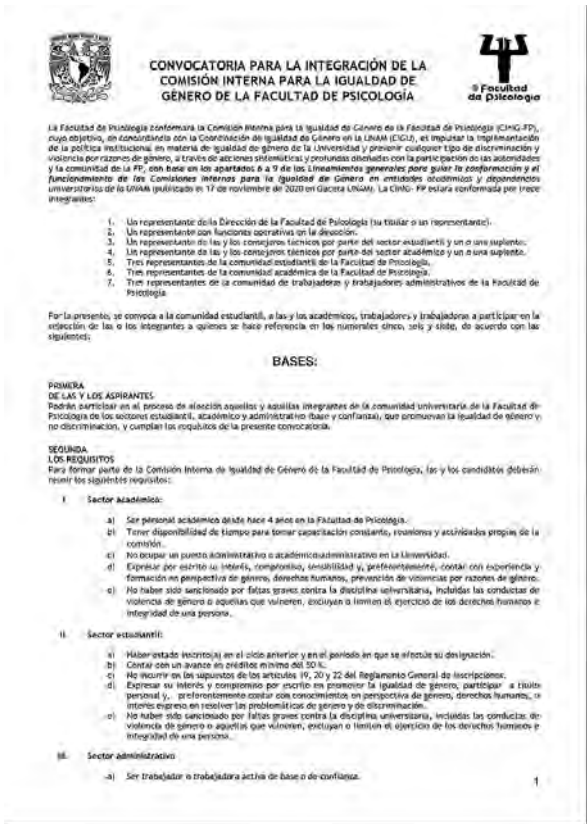 CONVOCATORIA PARA LA INTEGRACIÓN DE LA
COMISIÓN INTERNA PARA LA IGUALDAD DE
GÉNERO DE LA FACULTAD DE PSICOLOGÍA
Facultad
de Psicología
La Facultad de Psicología conformará la Comisión Interna para la Igualdad de Género de la Facultad de Psicología (CInIG-FP),
cuyo objetivo, en concordancia con la Coordinación de Igualdad de Género en la UNAM (CIGU), es impulsar la implementación
de la política institucional en materia de igualdad de género de la Universidad y prevenir cualquier tipo de discriminación y
violencia por razones de género, a través de acciones sistemáticas y profundas diseñadas con la participación de las autoridades
y la comunidad de la FP, con base en los apartados 6 a 9 de los Lineamientos generales para guiar la conformación y el
funcionamiento de las Comisiones Internas para la Igualdad de Género en entidades académicas y dependencias
universitarias de la UNAM (publicado el 17 de noviembre de 2020 en Gaceta UNAM). La CInIG- FP estará conformada por trece
integrantes:
1. Un representante de la Dirección de la Facultad de Psicología (su titular o un representante).
2. Un representante con funciones operativas en la dirección.
3. Un representante de las y los consejeros técnicos por parte del sector estudiantil y un o una suplente.
4. Un representante de las y los consejeros técnicos por parte del sector académico y un o una suplente.
5. Tres representantes de la comunidad estudiantil de la Facultad de Psicología.
6. Tres representantes de la comunidad académica de la Facultad de Psicología.
7. Tres representantes de la comunidad de trabajadoras y trabajadores administrativos de la Facultad de
Psicología.
Por la presente, se convoca a la comunidad estudiantil, a las y los académicos, trabajadores y trabajadoras a participar en la
selección de las o los integrantes a quienes se hace referencia en los numerales cinco, seis y siete, de acuerdo con las
siguientes:
BASES:
PRIMERA
DE LAS Y LOS ASPIRANTES
Podrán participar en el proceso de elección aquellos y aquellas integrantes de la comunidad universitaria de la Facultad de
Psicología de los sectores estudiantil, académico y administrativo (base y confianza), que promuevan la igualdad de género y
no discriminación, y cumplan los requisitos de la presente convocatoria.
SEGUNDA
LOS REQUISITOS
Para formar parte de la Comisión Interna de Igualdad de Género de la Facultad de Psicología, las y los candidatos deberán
reunir los siguientes requisitos:
I. Sector académico:
a) Ser personal académico desde hace 4 años en la Facultad de Psicología.
b) Tener disponibilidad de tiempo para tomar capacitación constante, reuniones y actividades propias de la
comisión.
c) No ocupar un puesto administrativo o académico-administrativo en la Universidad.
d) Expresar por escrito su interés, compromiso, sensibilidad y, preferentemente, contar con experiencia y
formación en perspectiva de género, derechos humanos, prevención de violencias por razones de género.
e) No haber sido sancionado por faltas graves contra la disciplina universitaria, incluidas las conductas de
violencia de género o aquellas que vulneren, excluyan o limiten el ejercicio de los derechos humanos e
integridad de una persona.
II. Sector estudiantil:
a) Haber estado inscrito(a) en el ciclo anterior y en el período en que se efectúe su designación.
b) Contar con un avance en créditos mínimo del 50 %.
c) No incurrir en los supuestos de los artículos 19, 20 y 22 del Reglamento General de Inscripciones.
d) Expresar su interés y compromiso por escrito en promover la igualdad de género, participar a título
personal y, preferentemente contar con conocimientos en perspectiva de género, derechos humanos, o
interés expreso en resolver las problemáticas de género y de discriminación.
e) No haber sido sancionado por faltas graves contra la disciplina universitaria, incluidas las conductas de
violencia de género o aquellas que vulneren, excluyan o limiten el ejercicio de los derechos humanos e
integridad de una persona.
III. Sector administrativo
a) Ser trabajador o trabajadora activa de base o de confianza.
1